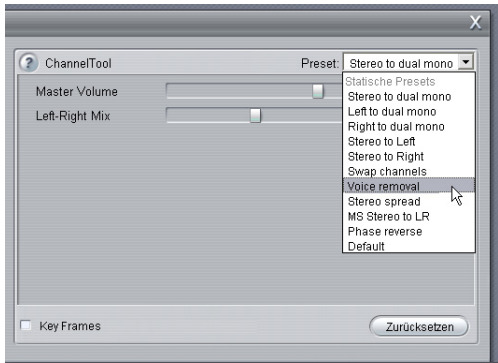 X
? ChannelTool Preset: Stereo to dual mono
Master Volume
Left-Right Mix
Statische Presets
Stereo to dual mono
Left to dual mono
Right to dual mono
Stereo to Left
Stereo to Right
Swap channels
Voice removal
Stereo spread
MS Stereo to LR
Phase reverse
Default
Key Frames
Zurücksetzen